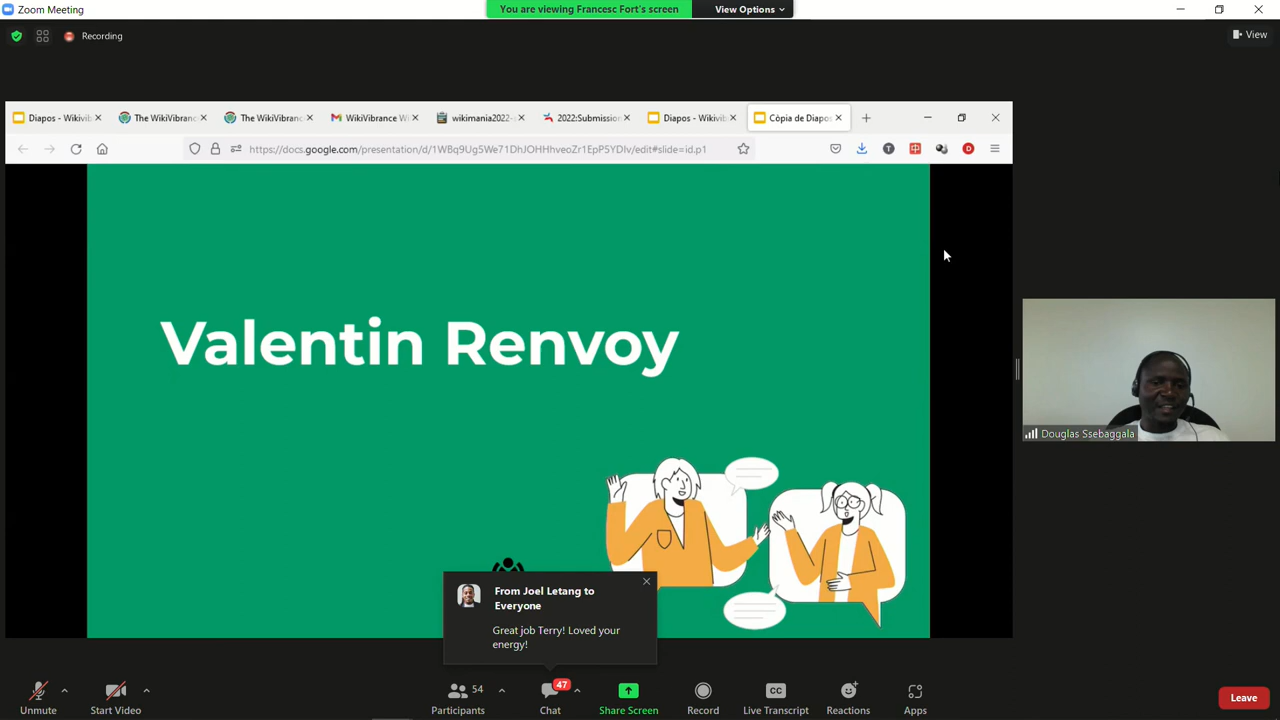 Zoom Meeting
You are viewing Francesc Fort's screen
View Options
Recording
View
Diapos - Wikivib
The WikiVibranc
The WikiVibranc
WikiVibrance W
wikimania2022-
2022:Submission
Diapos - Wikivib
Còpia de Diapos
https://docs.google.com/presentation/d/1WBq9Ug5We71DhJOHHhveoZr1EpP5YDIv/edit#slide=id.p1
Valentin Renvoy
Douglas Ssebaggala
From Joel Letang to
Everyone
Great job Terry! Loved your
energy!
Unmute
Start Video
54
Participants
47
Chat
Share Screen
Record
CC
Live Transcript
Reactions
Apps
Leave